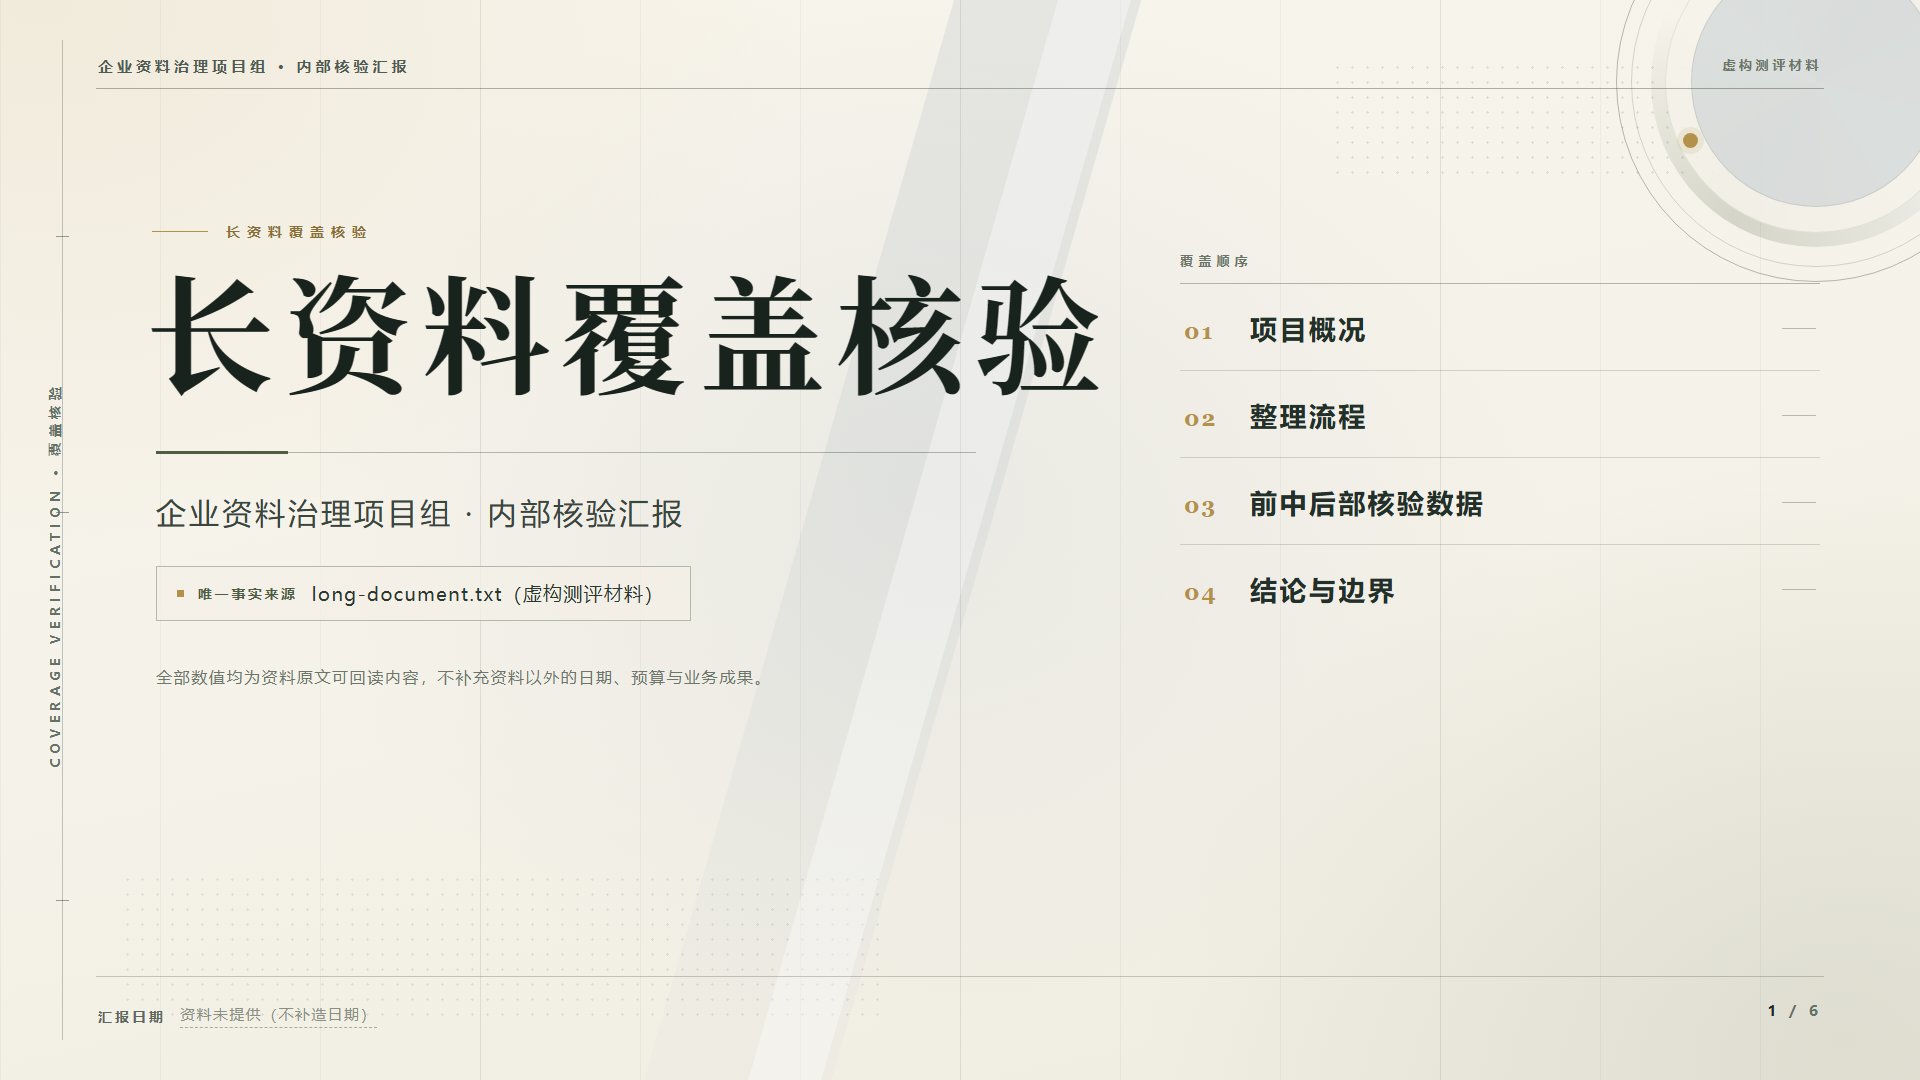 企业资料治理项目组 • 内部核验汇报
虚构测评材料
长资料覆盖核验
长资料覆盖核验
企业资料治理项目组 · 内部核验汇报
唯一事实来源 long-document.txt（虚构测评材料）
全部数值均为资料原文可回读内容，不补充资料以外的日期、预算与业务成果。
覆盖顺序
01 项目概况
02 整理流程
03 前中后部核验数据
04 结论与边界
COVERAGE VERIFICATION • 覆盖核验
汇报日期 资料未提供（不补造日期）
1 / 6